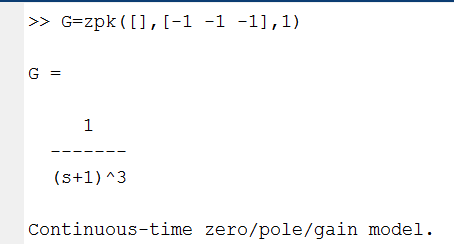 >> G=zpk([],[-1 -1 -1],1)
G =
1
-------
(s+1)^3
Continuous-time zero/pole/gain model.